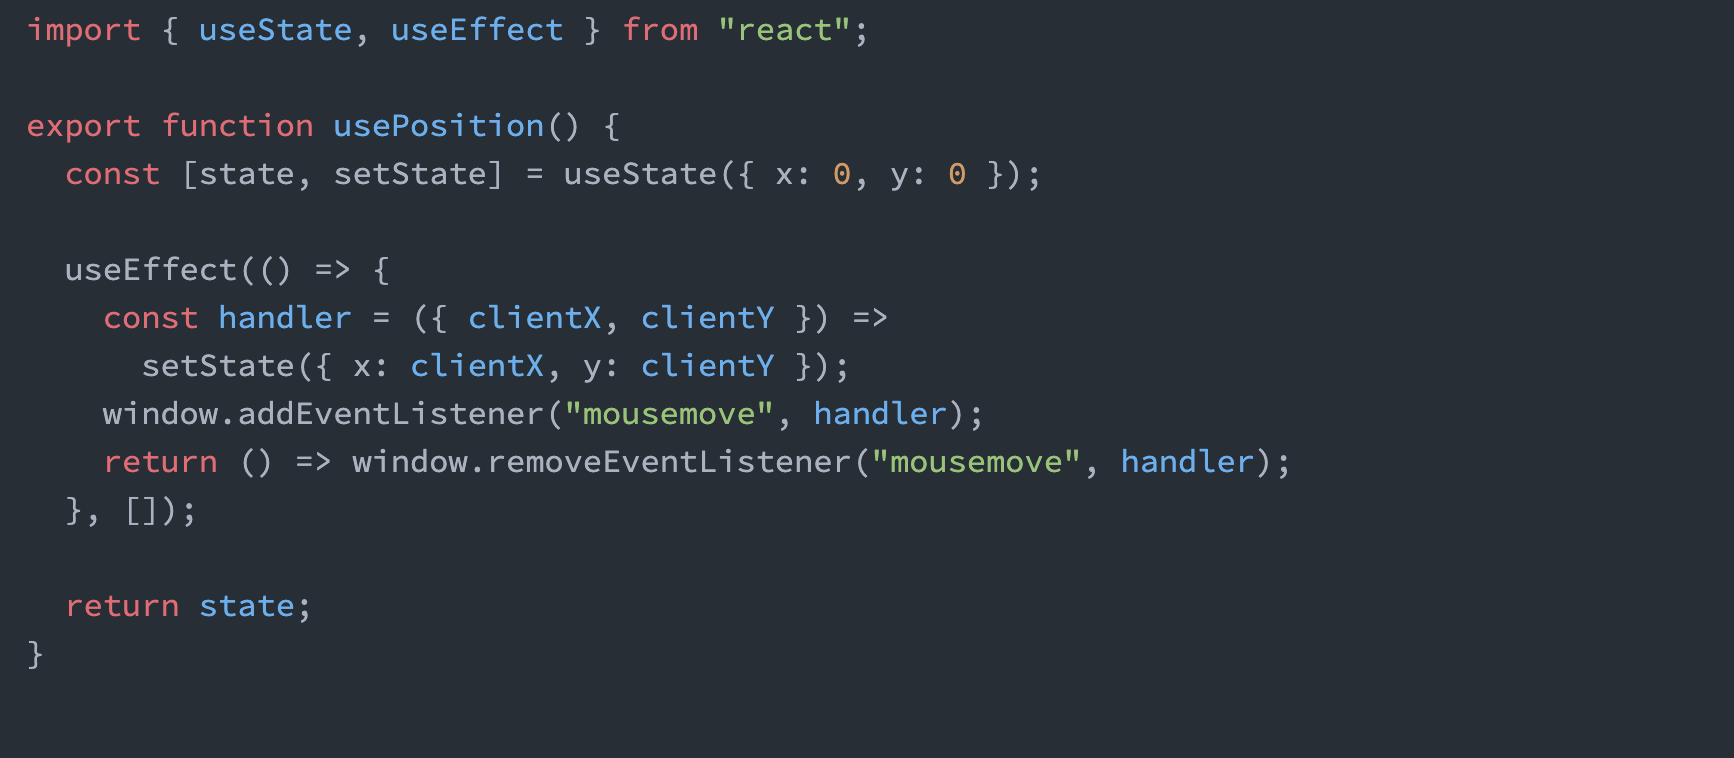 import { useState, useEffect } from "react";
export function usePosition() {
  const [state, setState] = useState({ x: 0, y: 0 });
  useEffect(() => {
    const handler = ({ clientX, clientY }) =>
      setState({ x: clientX, y: clientY });
    window.addEventListener("mousemove", handler);
    return () => window.removeEventListener("mousemove", handler);
  }, []);
  return state;
}